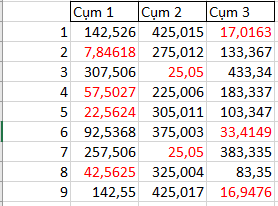 Cụm 1 Cụm 2 Cụm 3
1 142,526 425,015 17,0163
2 7,84618 275,012 133,367
3 307,506 25,05 433,34
4 57,5027 225,006 183,337
5 22,5624 305,011 103,347
6 92,5368 375,003 33,4149
7 257,506 25,05 383,335
8 42,5625 325,004 83,35
9 142,55 425,017 16,9476